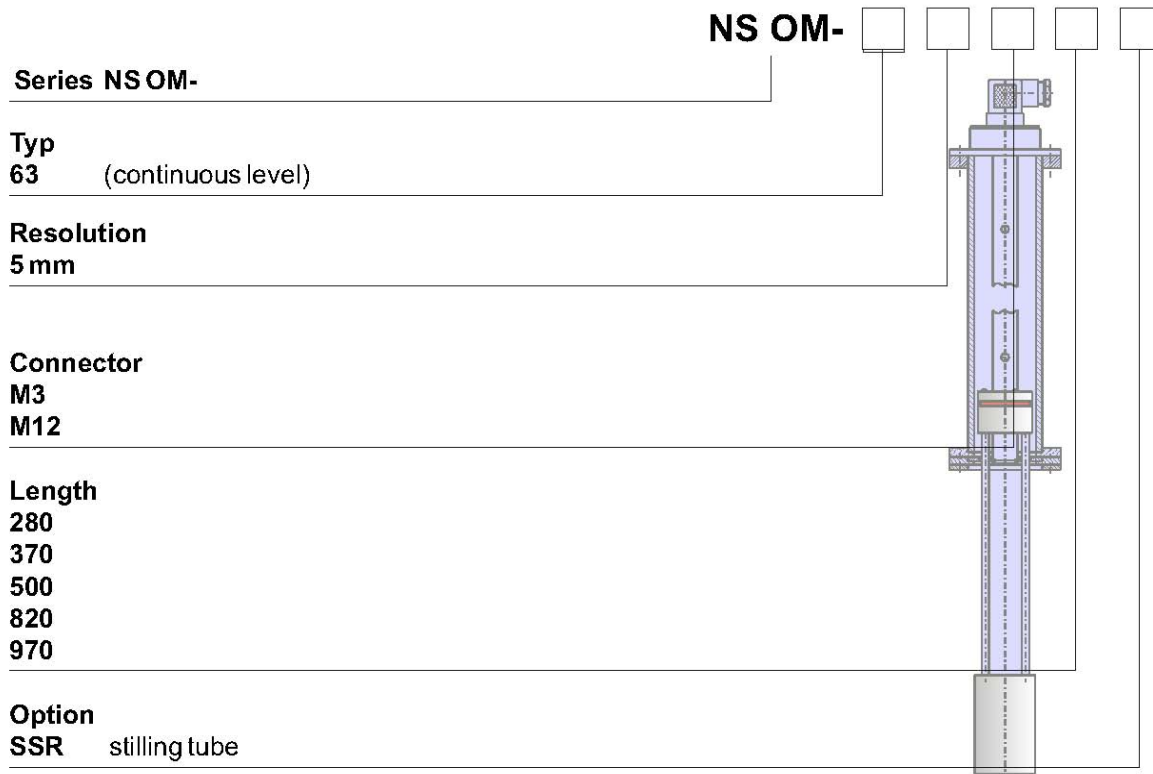 NS OM-
Series NS OM-
Typ
63 (continuous level)
Resolution
5 mm
Connector
M3
M12
Length
280
370
500
820
970
Option
SSR stilling tube